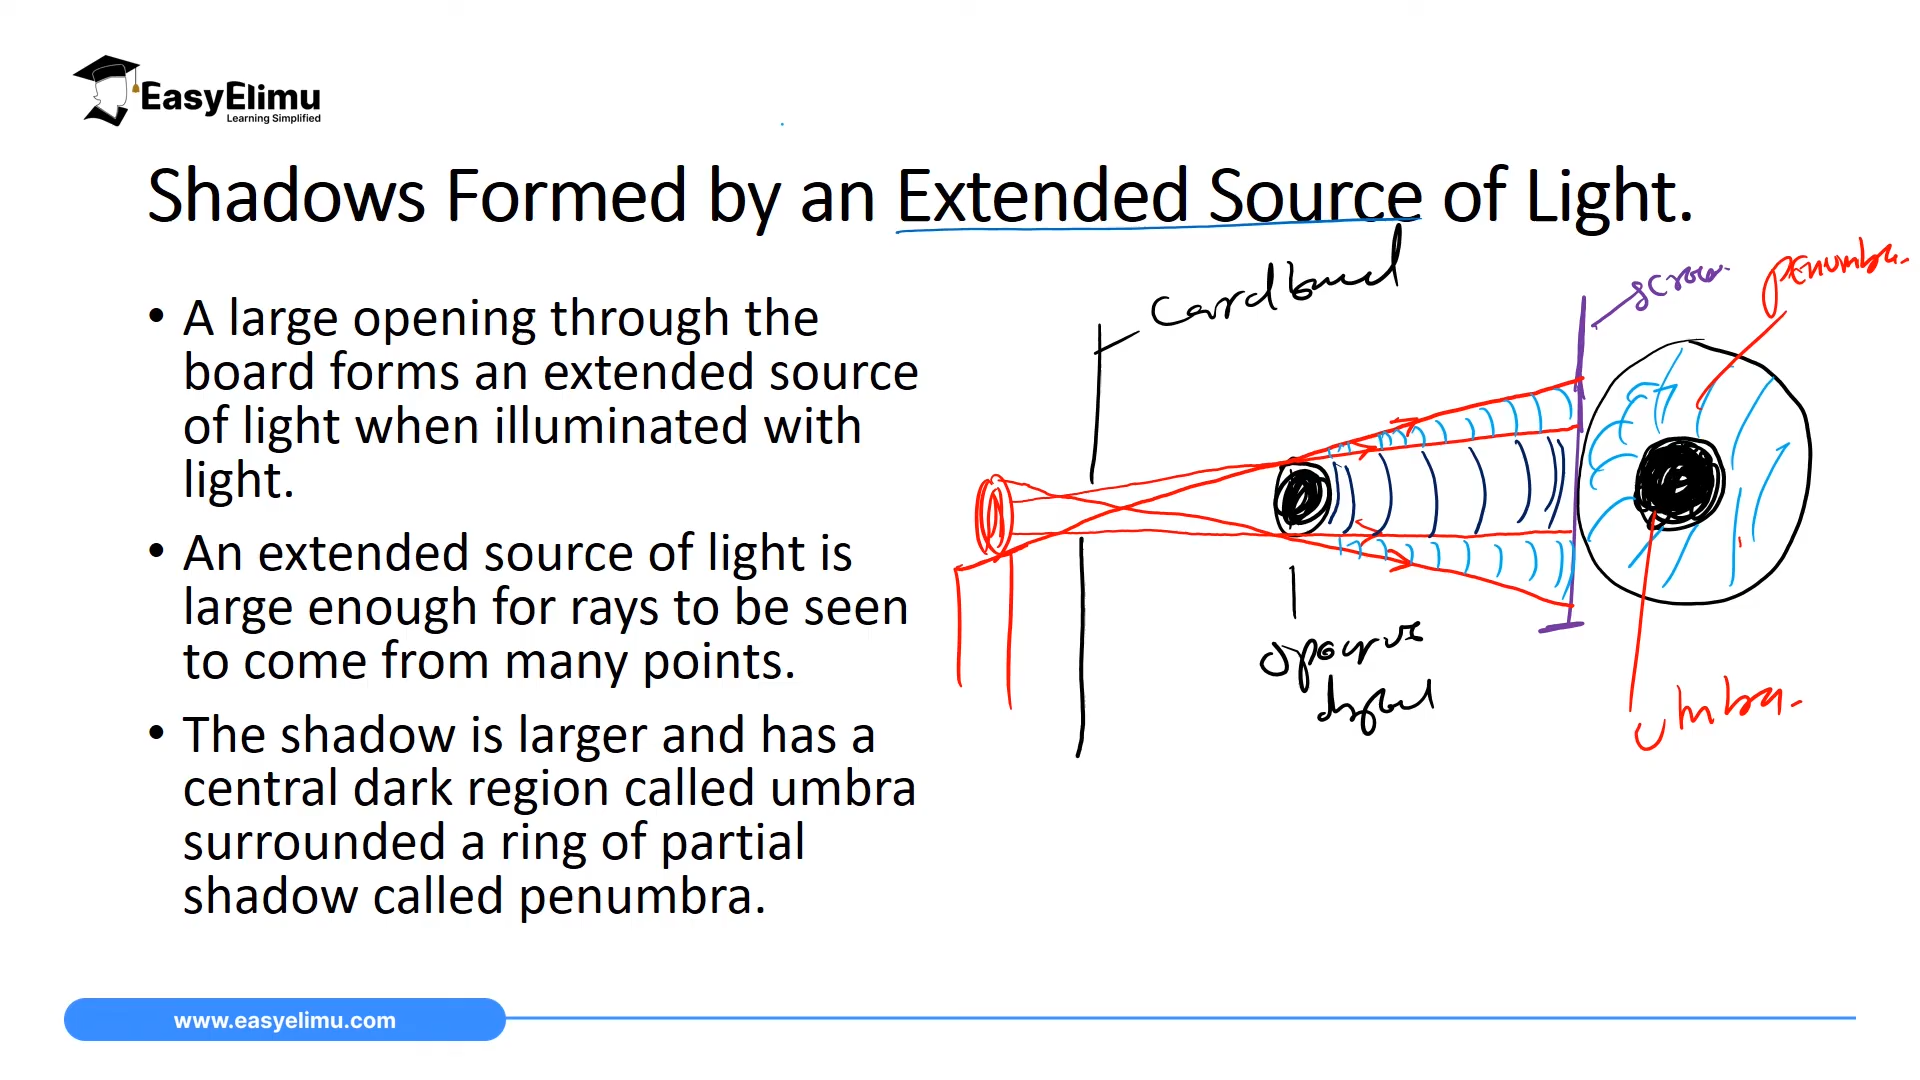 EasyElimu
Learning Simplified
Shadows Formed by an Extended Source of Light.
• A large opening through the
board forms an extended source
of light when illuminated with
light.
• An extended source of light is
large enough for rays to be seen
to come from many points.
• The shadow is larger and has a
central dark region called umbra
surrounded a ring of partial
shadow called penumbra.
Cardboard
screen
penumbra.
opaque
object
umbra.
www.easyelimu.com